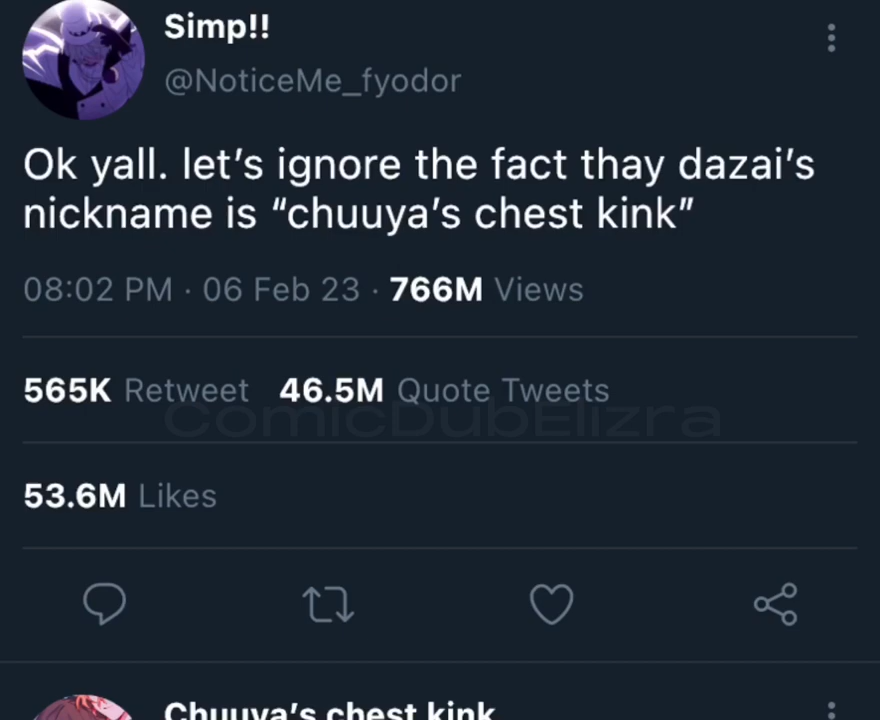 Simp!!
@NoticeMe_fyodor
Ok yall. let’s ignore the fact thay dazai’s
nickname is “chuuya’s chest kink”
08:02 PM · 06 Feb 23 · 766M Views
565K Retweet 46.5M Quote Tweets
ComicDubElizra
53.6M Likes
Chuuya’s chest kink